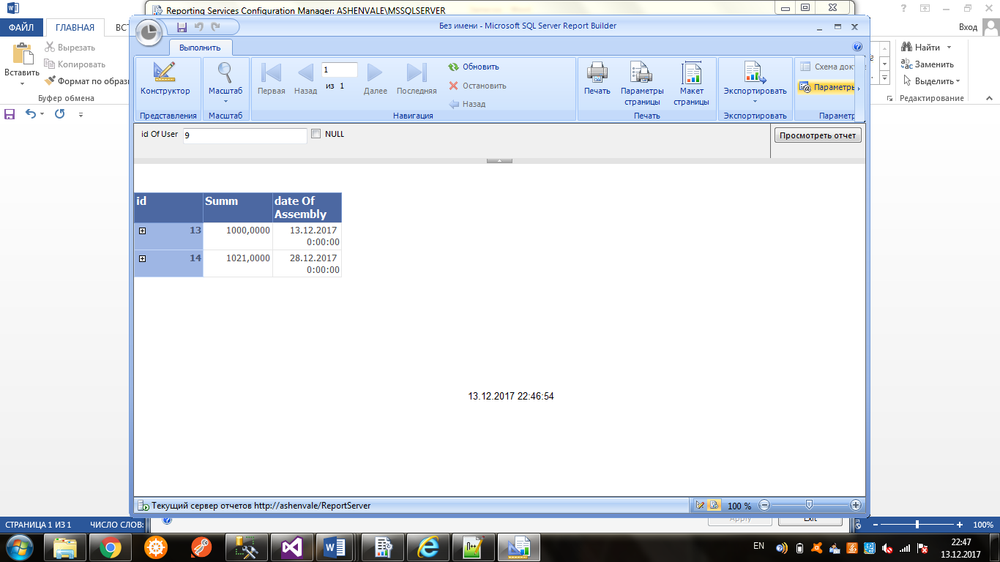 Reporting Services Configuration Manager: ASHENVALE\MSSQLSERVER
Без имени - Microsoft SQL Server Report Builder
ФАЙЛ
ГЛАВНАЯ
ВСТ
Вход
Выполнить
Вставить
Вырезать
Копировать
Формат по образ
Буфер обмена
Конструктор
Представления
Масштаб
Масштаб
Первая
Назад
1
из 1
Далее
Последняя
Обновить
Остановить
Назад
Навигация
Печать
Параметры страницы
Макет страницы
Печать
Экспортировать
Экспортировать
Схема доку
Параметры
Параметр
Найти
Заменить
Выделить
Редактирование
id Of User
9
NULL
Просмотреть отчет
id Summ date Of Assembly
13 1000,0000 13.12.2017 0:00:00
14 1021,0000 28.12.2017 0:00:00
13.12.2017 22:46:54
Текущий сервер отчетов http://ashenvale/ReportServer
100 %
Apply
Exit
СТРАНИЦА 1 ИЗ 1
ЧИСЛО СЛОВ:
100%
EN
22:47
13.12.2017